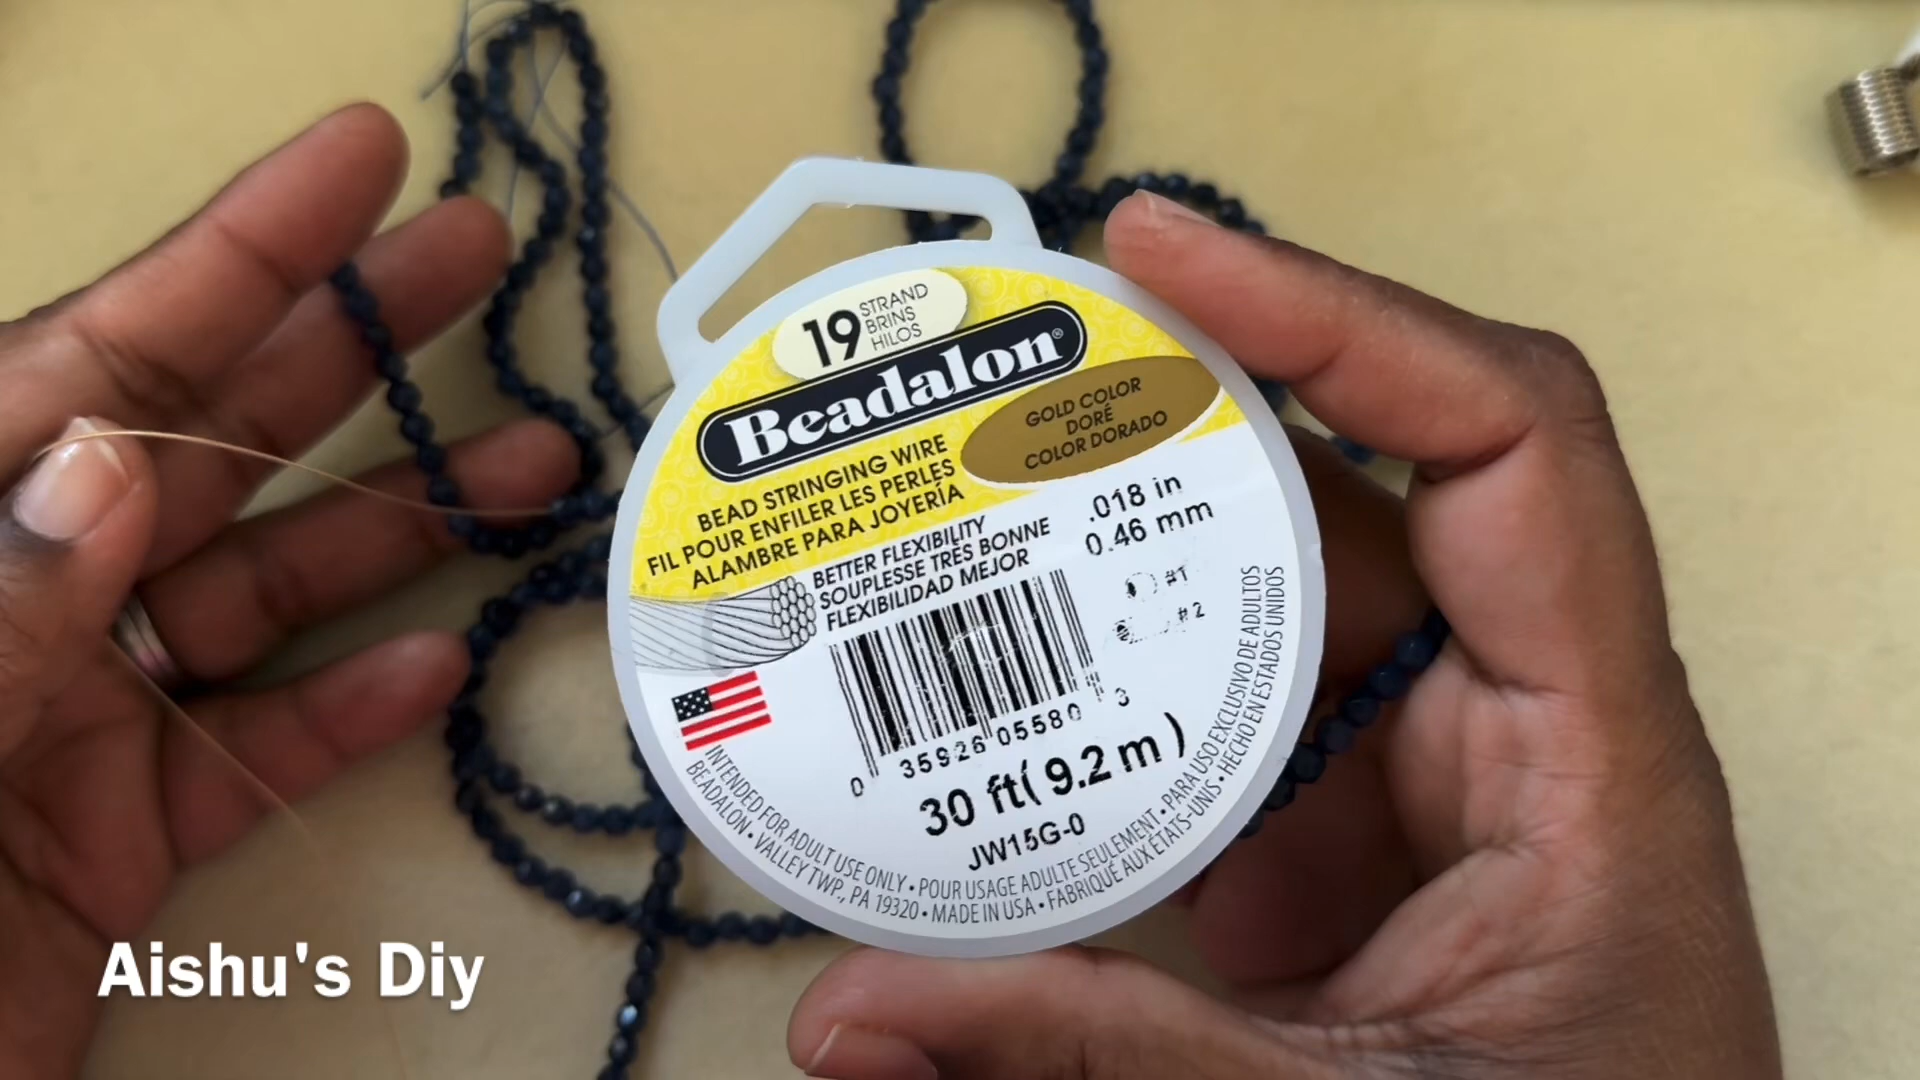 19
STRAND
BRINS
HILOS
Beadalon®
GOLD COLOR
DORÉ
COLOR DORADO
BEAD STRINGING WIRE
FIL POUR ENFILER LES PERLES
ALAMBRE PARA JOYERÍA
BETTER FLEXIBILITY
SOUPLESSE TRÈS BONNE
FLEXIBILIDAD MEJOR
.018 in
0.46 mm
#1
#2
0 35926 05580 3
30 ft( 9.2 m )
JW15G-0
INTENDED FOR ADULT USE ONLY • POUR USAGE ADULTE SEULEMENT • PARA USO EXCLUSIVO DE ADULTOS
BEADALON • VALLEY TWP., PA 19320 • MADE IN USA • FABRIQUÉ AUX ÉTATS-UNIS • HECHO EN ESTADOS UNIDOS
Aishu's Diy